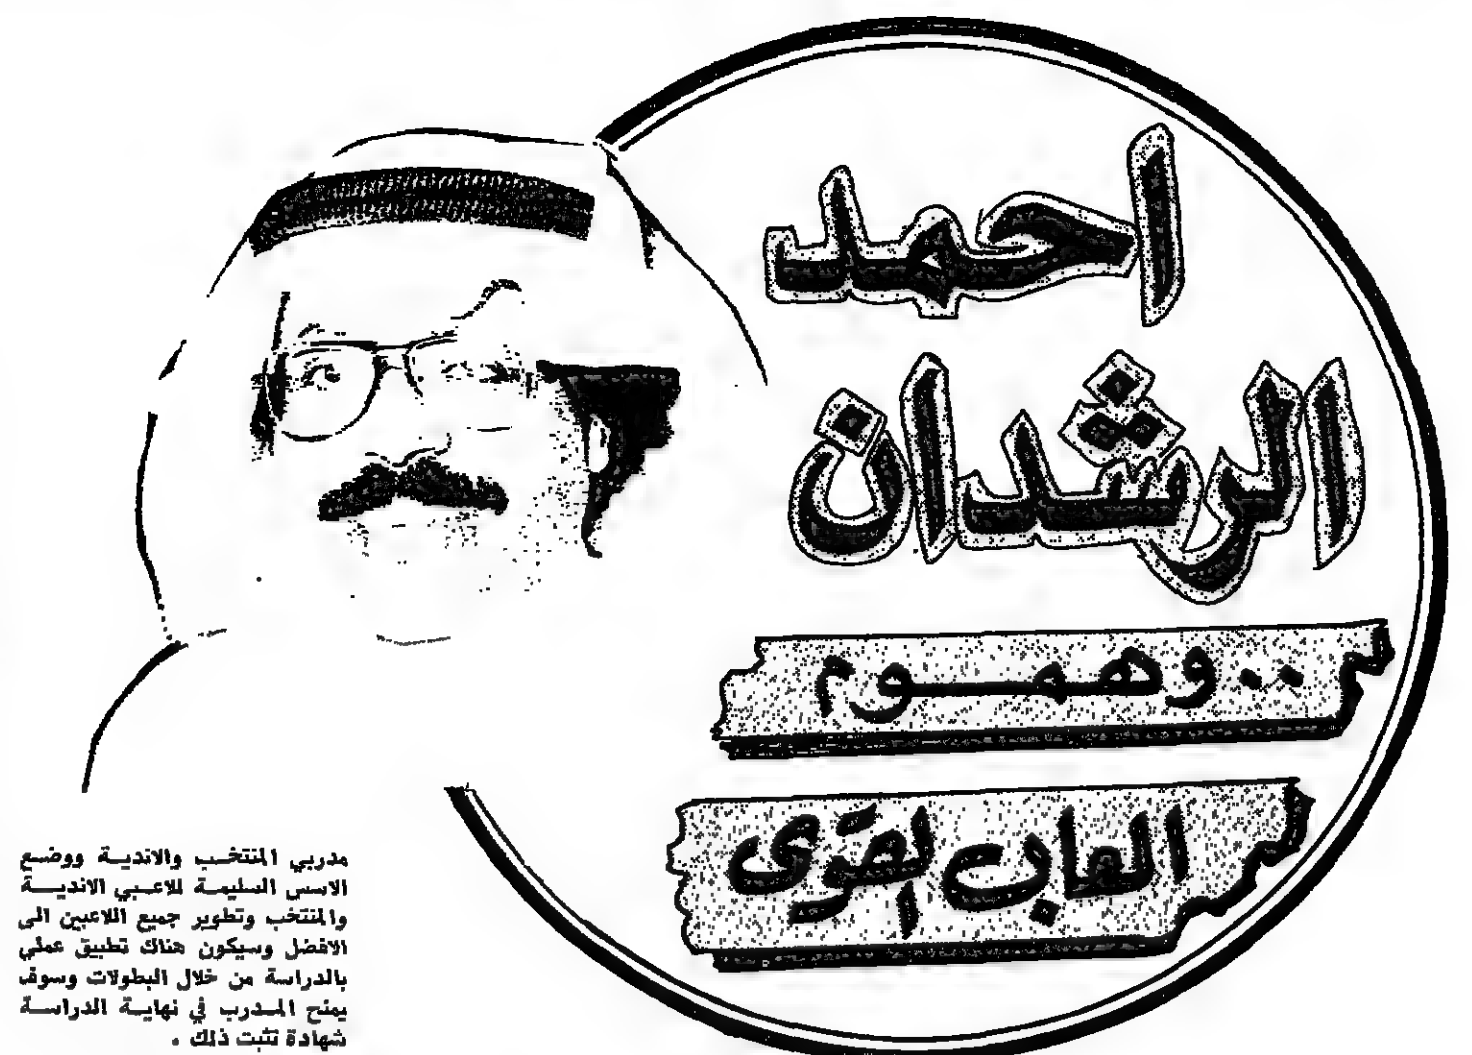 احمد
الرشدان
..وهموم
العاب القوى
مدربي المنتخب والاندية ووضع
الاسس السليمة للاعبي الاندية
والمنتخب وتطوير جميع اللاعبين الى
الافضل وسيكون هناك تطبيق عملي
بالدراسة من خلال البطولات وسوف
يمنح المدرب في نهاية الدراسة
شهادة تثبت ذلك .